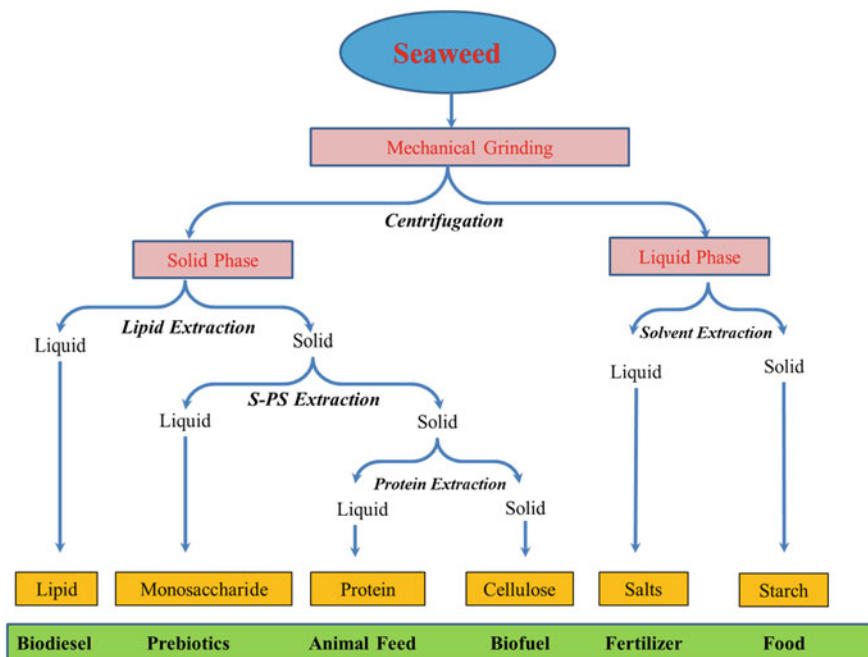 Seaweed
Mechanical Grinding
Centrifugation
Solid Phase
Liquid Phase
Lipid Extraction
Solvent Extraction
Liquid
Solid
Liquid
Solid
S-PS Extraction
Liquid
Solid
Protein Extraction
Liquid
Solid
Lipid
Monosaccharide
Protein
Cellulose
Salts
Starch
Biodiesel
Prebiotics
Animal Feed
Biofuel
Fertilizer
Food